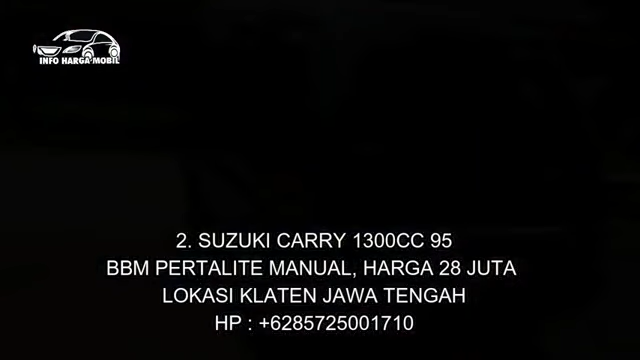 INFO HARGA MOBIL
2. SUZUKI CARRY 1300CC 95
BBM PERTALITE MANUAL, HARGA 28 JUTA
LOKASI KLATEN JAWA TENGAH
HP : +6285725001710